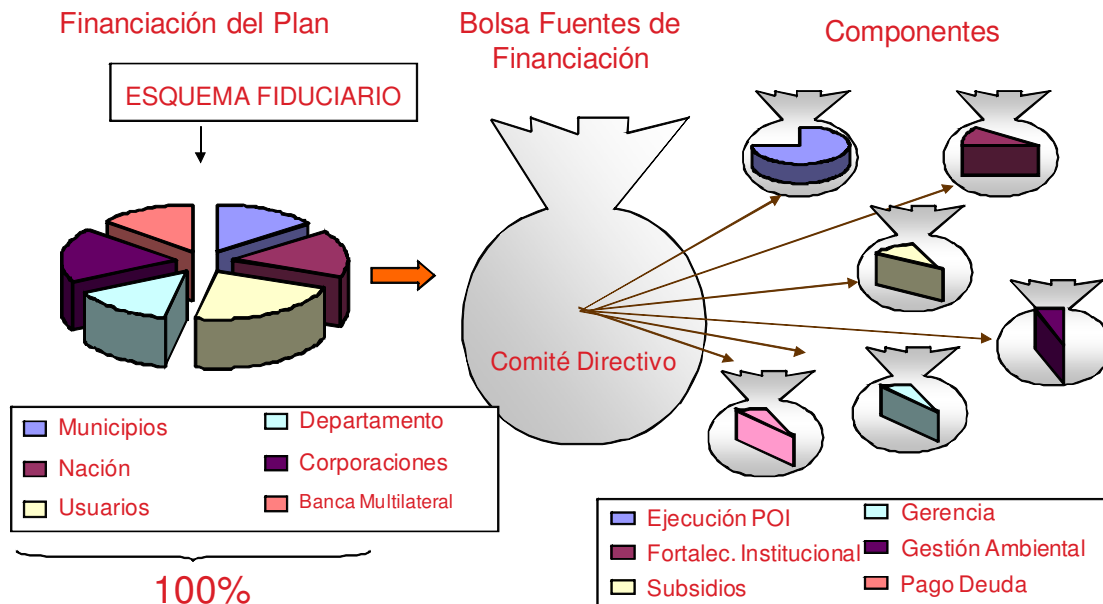 Financiación del Plan
Bolsa Fuentes de
Financiación
Componentes
ESQUEMA FIDUCIARIO
Comité Directivo
Municipios
Departamento
Nación
Corporaciones
Usuarios
Banca Multilateral
100%
Ejecución POI
Gerencia
Fortalec. Institucional
Gestión Ambiental
Subsidios
Pago Deuda